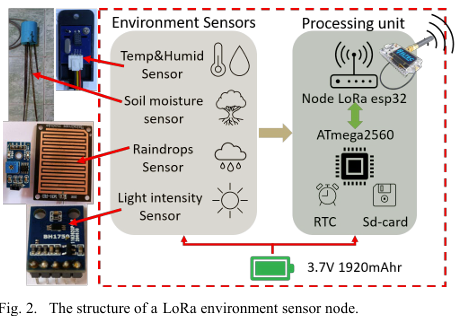 Environment Sensors
Processing unit
Temp&Humid
Sensor
Soil moisture
sensor
Raindrops
Sensor
Light intensity
Sensor
Node LoRa esp32
ATmega2560
RTC
Sd-card
BH1750
3.7V 1920mAhr
Fig. 2. The structure of a LoRa environment sensor node.